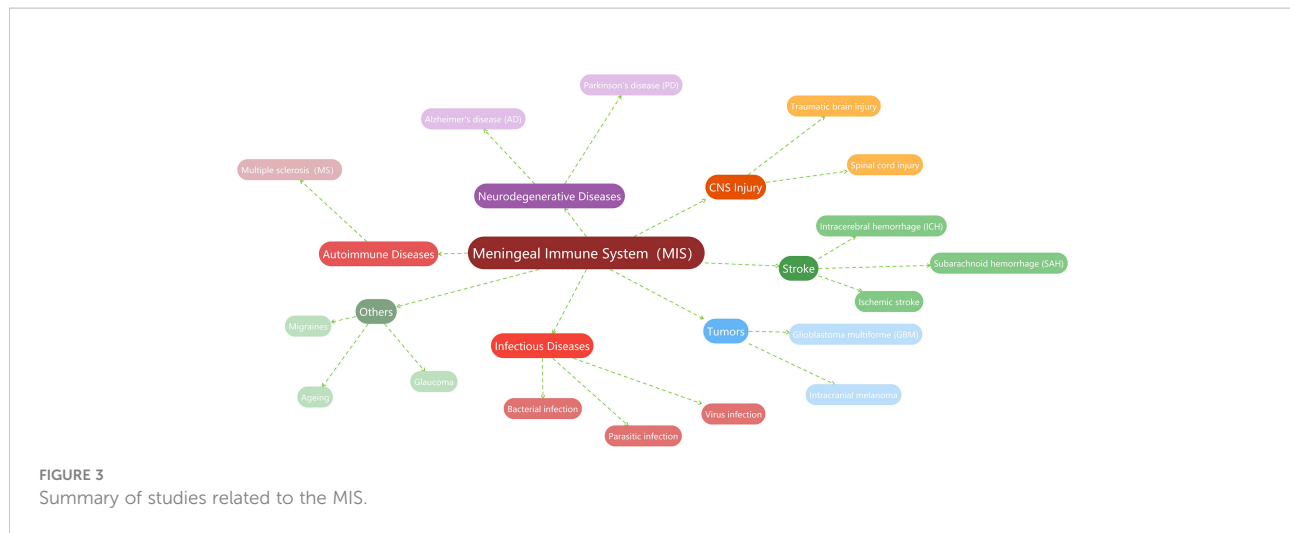 Parkinson's disease (PD)
Alzheimer's disease (AD)
Traumatic brain injury
Multiple sclerosis（MS）
Spinal cord injury
Neurodegenerative Diseases
CNS Injury
Intracerebral hemorrhage (ICH)
Autoimmune Diseases
Meningeal Immune System（MIS）
Stroke
Subarachnoid hemorrhage (SAH)
Ischemic stroke
Others
Migraines
Tumors
Glioblastoma multiforme (GBM)
Infectious Diseases
Glaucoma
Ageing
Intracranial melanoma
Bacterial infection
Virus infection
Parasitic infection
FIGURE 3
Summary of studies related to the MIS.